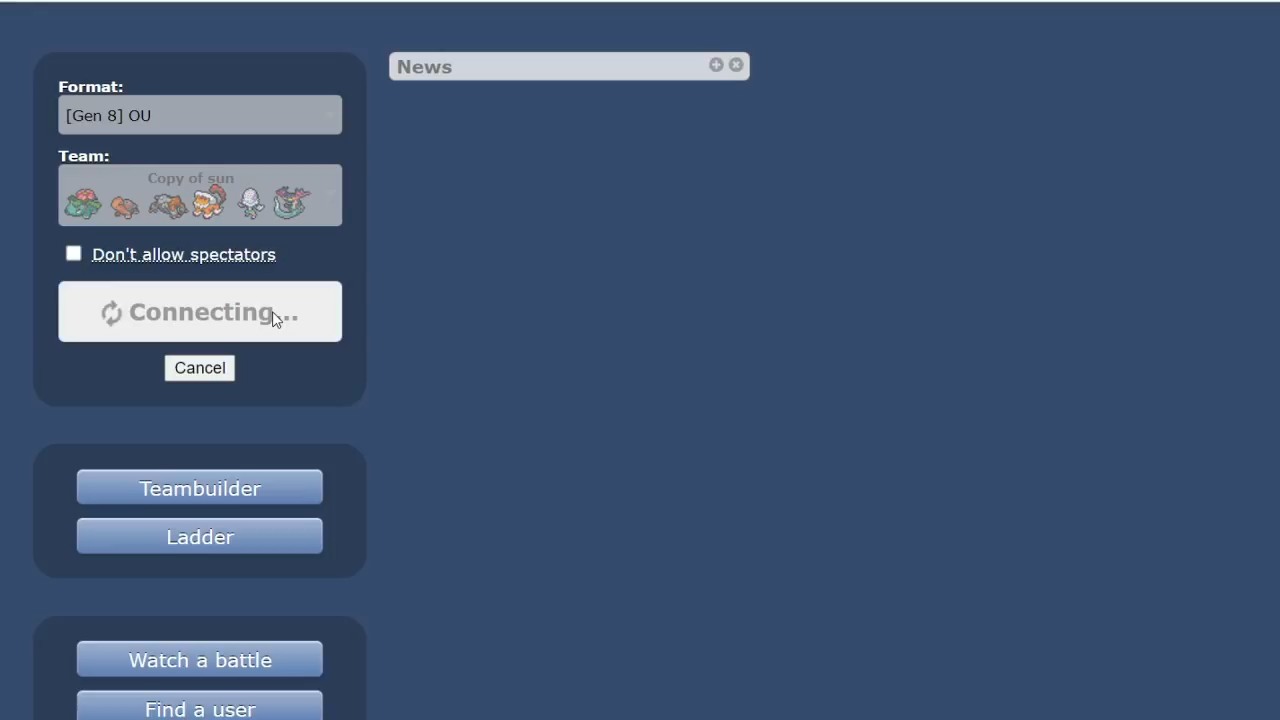 Format:
[Gen 8] OU
Team:
Copy of sun
Don't allow spectators
Connecting...
Cancel
Teambuilder
Ladder
Watch a battle
Find a user
News